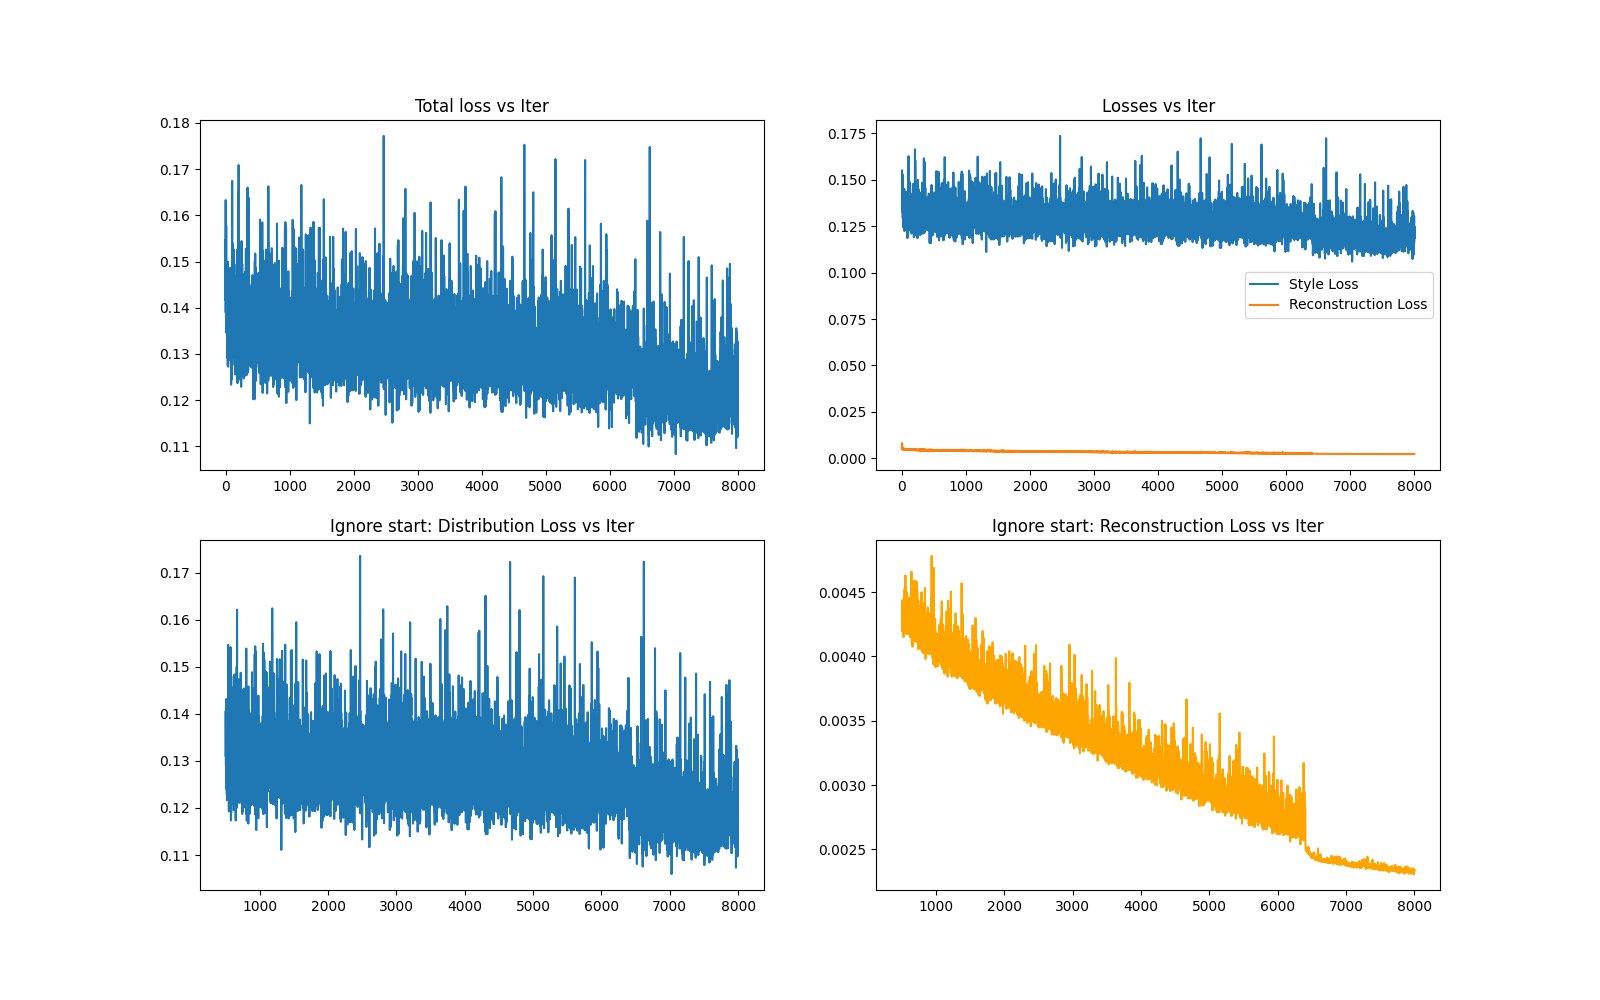 Total loss vs Iter
0.18
0.17
0.16
0.15
0.14
0.13
0.12
0.11
0 1000 2000 3000 4000 5000 6000 7000 8000
Losses vs Iter
0.175
0.150
0.125
0.100
0.075
0.050
0.025
0.000
Style Loss
Reconstruction Loss
0 1000 2000 3000 4000 5000 6000 7000 8000
Ignore start: Distribution Loss vs Iter
0.17
0.16
0.15
0.14
0.13
0.12
0.11
1000 2000 3000 4000 5000 6000 7000 8000
Ignore start: Reconstruction Loss vs Iter
0.0045
0.0040
0.0035
0.0030
0.0025
1000 2000 3000 4000 5000 6000 7000 8000